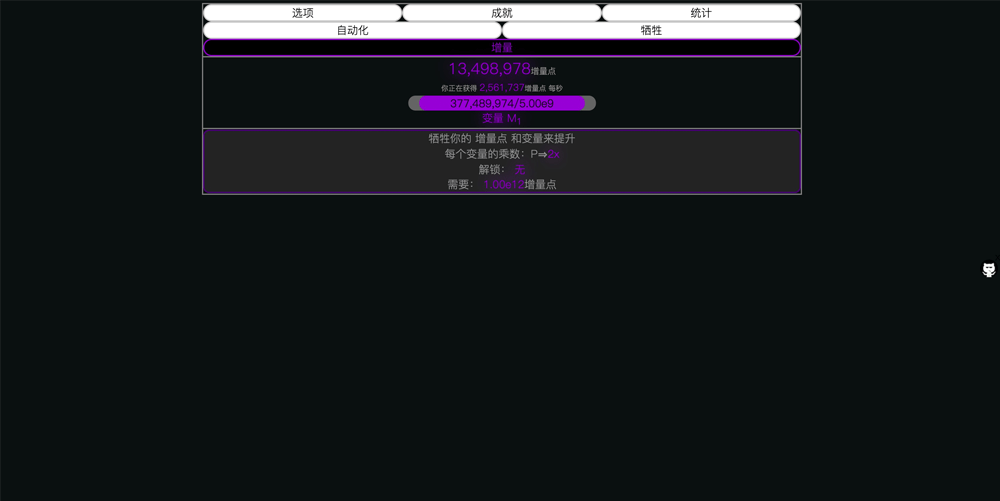 选项 成就 统计
自动化 牺牲
增量
13,498,978增量点
你正在获得 2,561,737增量点 每秒
377,489,974/5.00e9
变量 M₁
牺牲你的 增量点 和变量来提升
每个变量的乘数：P⇒2x
解锁： 无
需要： 1.00e12增量点